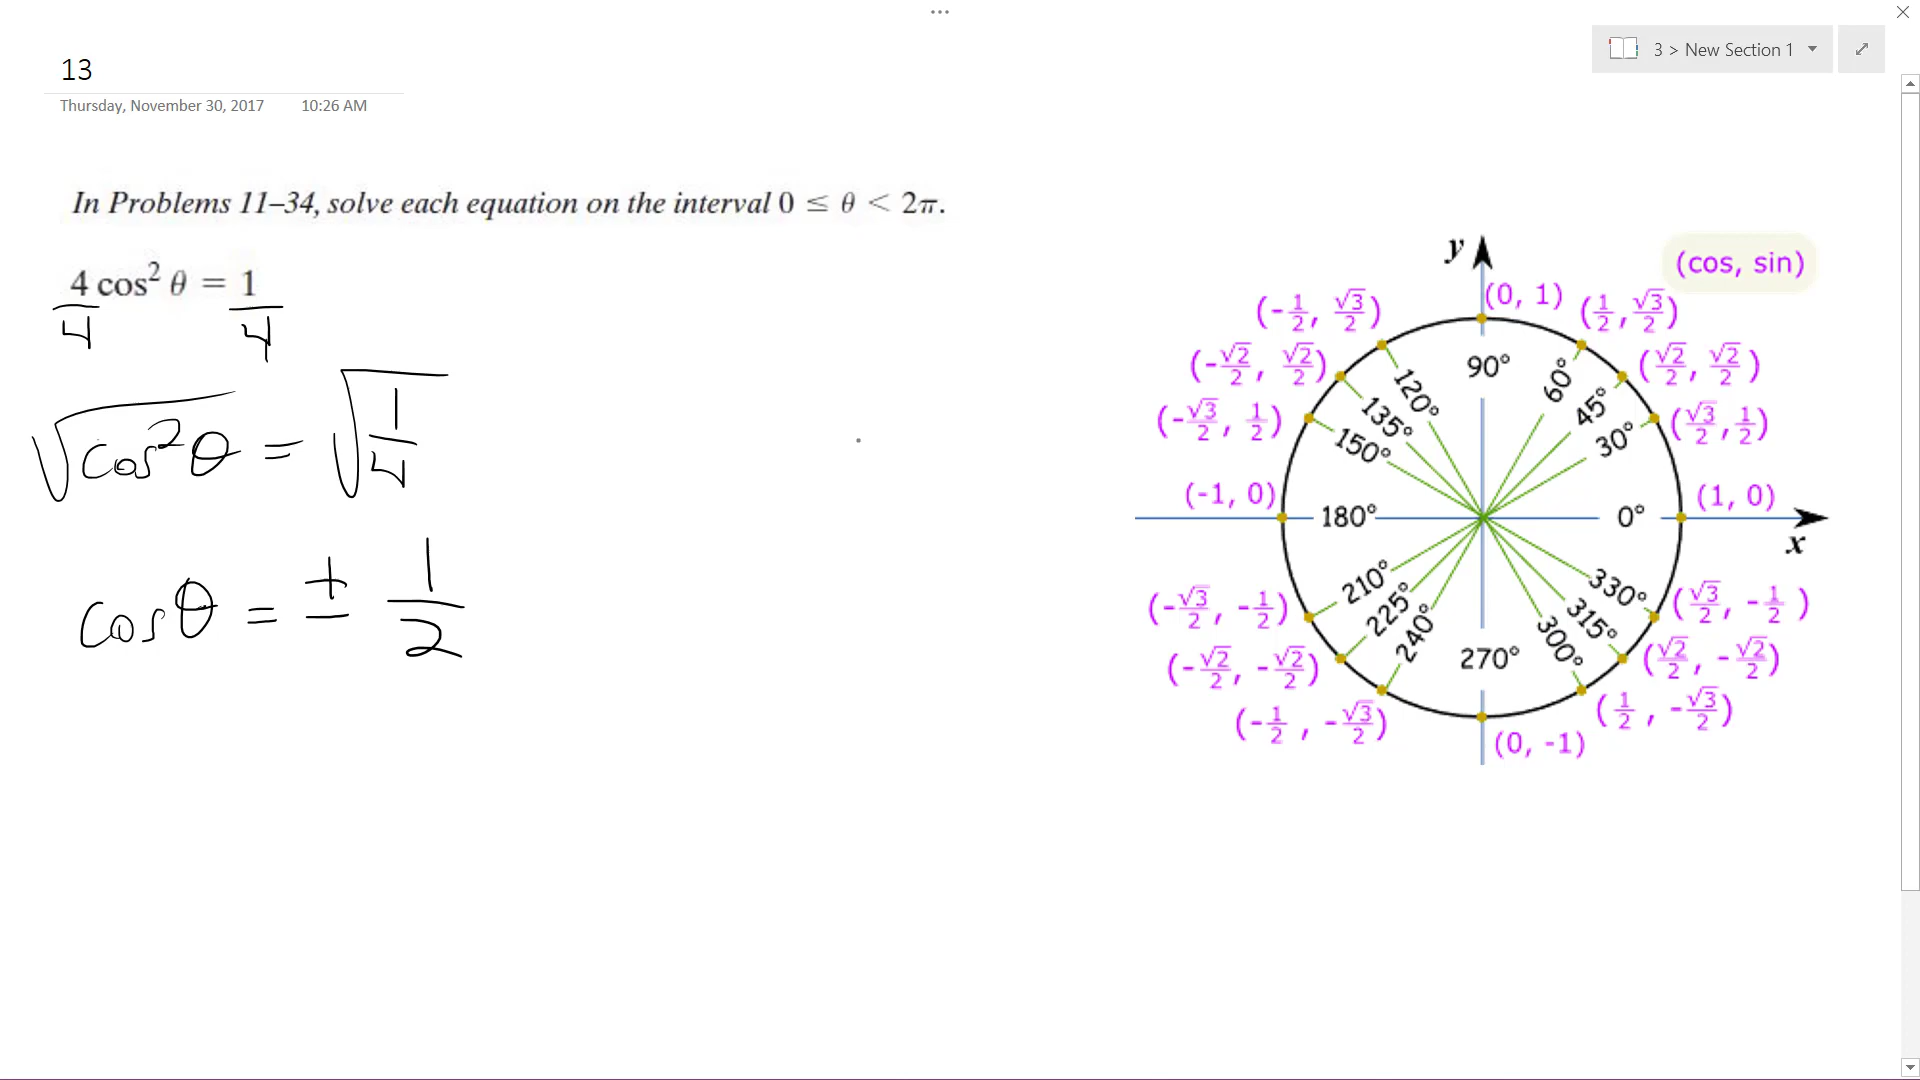 ...
3 > New Section 1
13
Thursday, November 30, 2017 10:26 AM
In Problems 11–34, solve each equation on the interval 0 ≤ θ < 2π.
4 cos² θ = 1
4 4
√cos²θ = √1/4
cosθ = ± 1/2
y
(cos, sin)
(0, 1)
(-1/2, √3/2) (1/2, √3/2)
(-√2/2, √2/2) (√2/2, √2/2)
(-√3/2, 1/2) (√3/2, 1/2)
90°
120° 60°
135° 45°
150° 30°
(-1, 0) (1, 0)
180° 0°
x
210° 330°
225° 315°
240° 300°
270°
(-√3/2, -1/2) (√3/2, -1/2)
(-√2/2, -√2/2) (√2/2, -√2/2)
(-1/2, -√3/2) (1/2, -√3/2)
(0, -1)